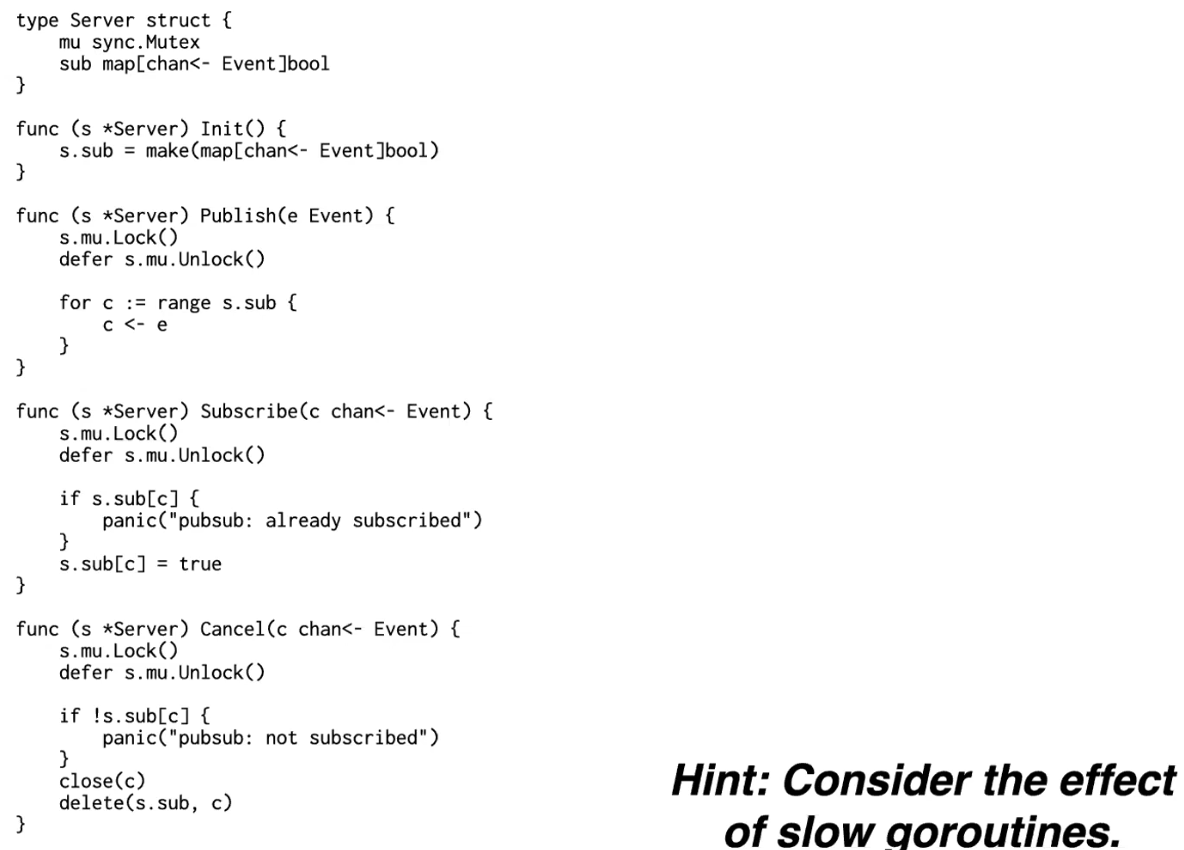 type Server struct {
    mu sync.Mutex
    sub map[chan<- Event]bool
}

func (s *Server) Init() {
    s.sub = make(map[chan<- Event]bool)
}

func (s *Server) Publish(e Event) {
    s.mu.Lock()
    defer s.mu.Unlock()

    for c := range s.sub {
        c <- e
    }
}

func (s *Server) Subscribe(c chan<- Event) {
    s.mu.Lock()
    defer s.mu.Unlock()

    if s.sub[c] {
        panic("pubsub: already subscribed")
    }
    s.sub[c] = true
}

func (s *Server) Cancel(c chan<- Event) {
    s.mu.Lock()
    defer s.mu.Unlock()

    if !s.sub[c] {
        panic("pubsub: not subscribed")
    }
    close(c)
    delete(s.sub, c)
}

Hint: Consider the effect
of slow goroutines.